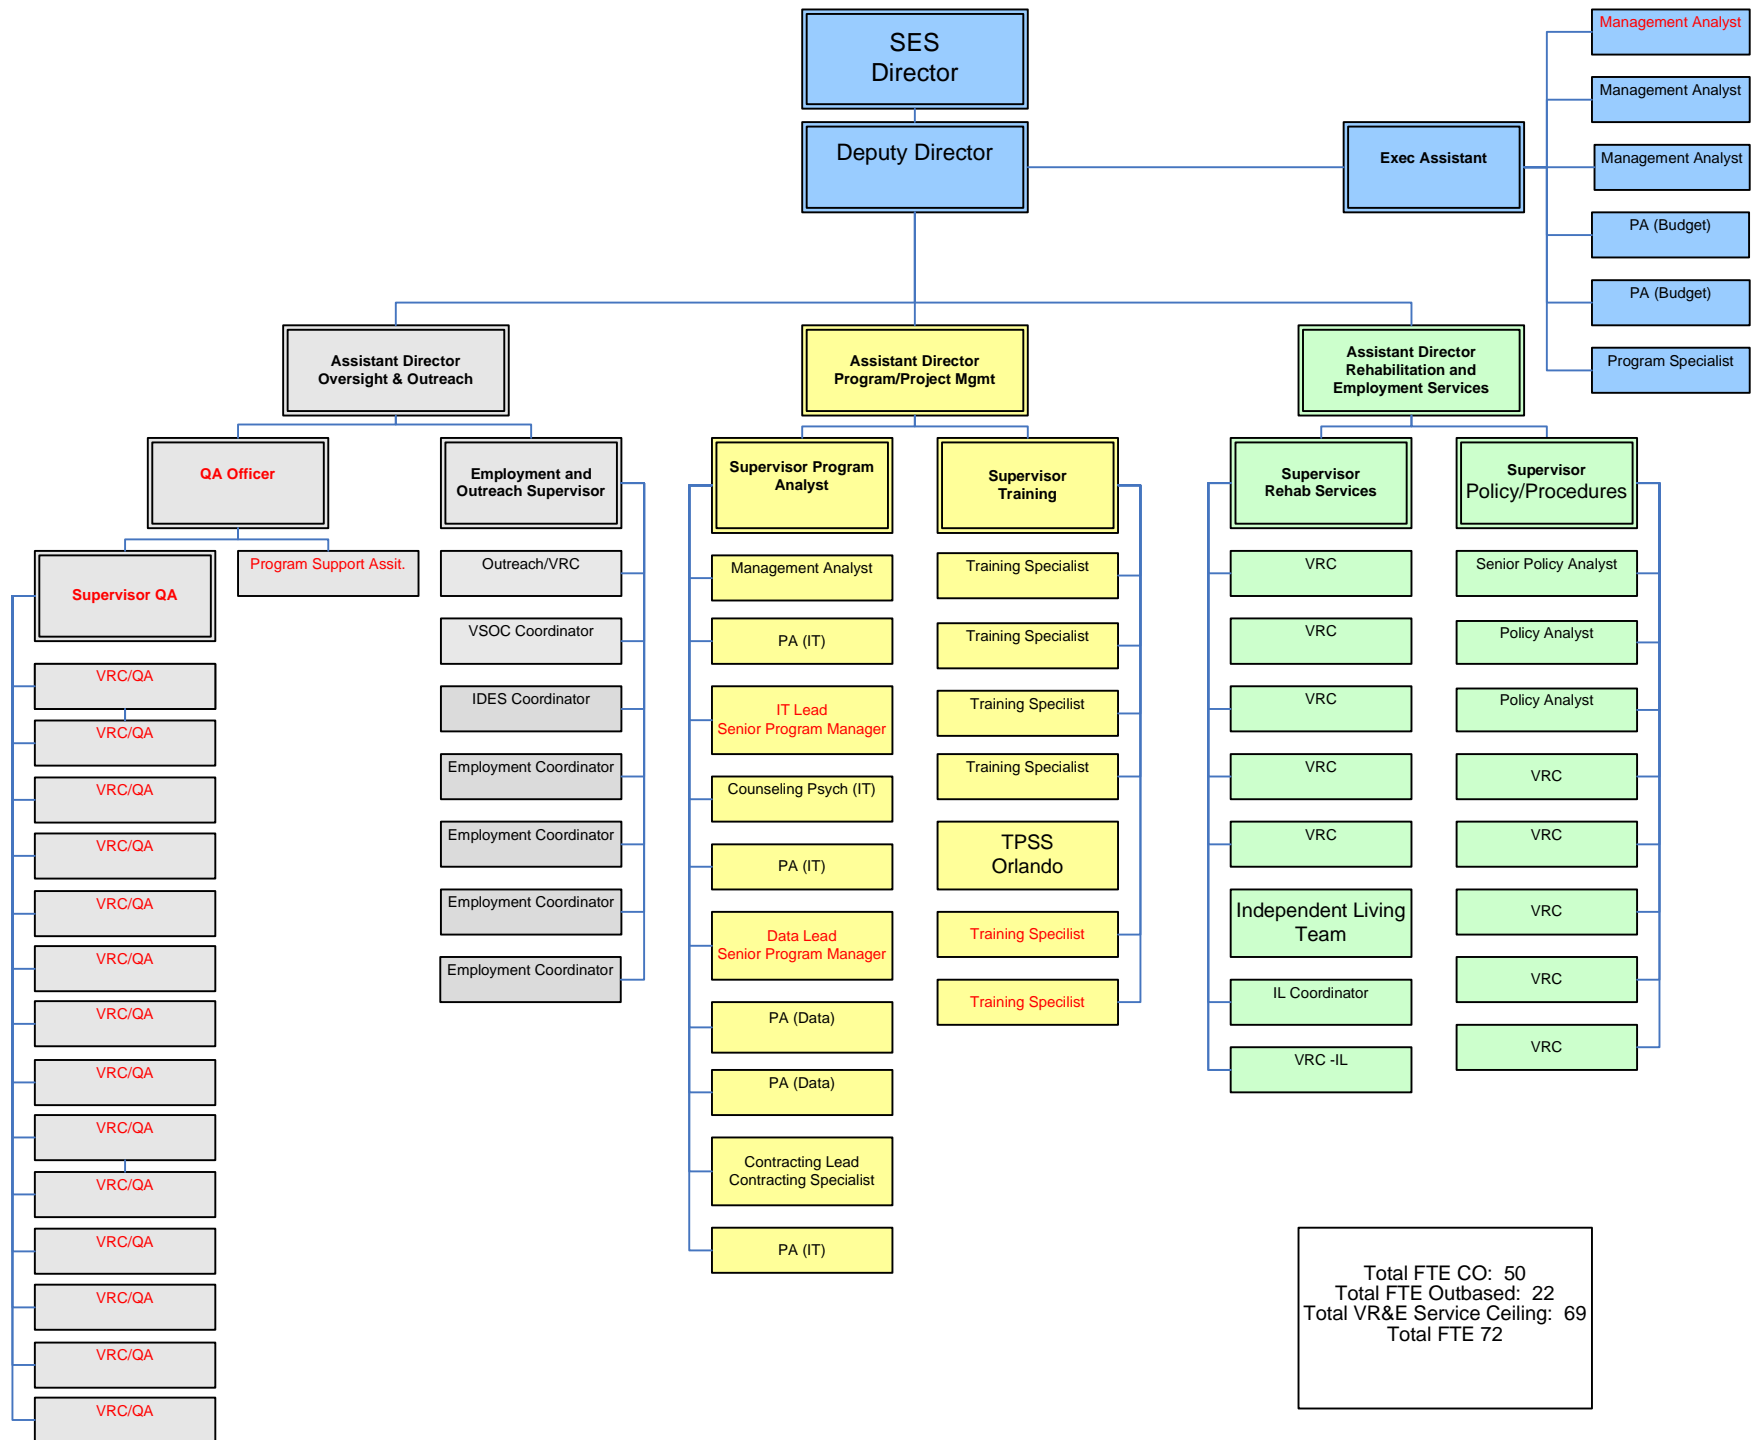 SES
Director
Deputy Director
Exec Assistant
Management Analyst
Management Analyst
Management Analyst
PA (Budget)
PA (Budget)
Program Specialist
Assistant Director
Oversight & Outreach
Assistant Director
Program/Project Mgmt
Assistant Director
Rehabilitation and
Employment Services
QA Officer
Program Support Assit.
Supervisor QA
VRC/QA
VRC/QA
VRC/QA
VRC/QA
VRC/QA
VRC/QA
VRC/QA
VRC/QA
VRC/QA
VRC/QA
VRC/QA
VRC/QA
VRC/QA
VRC/QA
Employment and
Outreach Supervisor
Outreach/VRC
VSOC Coordinator
IDES Coordinator
Employment Coordinator
Employment Coordinator
Employment Coordinator
Employment Coordinator
Supervisor Program
Analyst
Management Analyst
PA (IT)
IT Lead
Senior Program Manager
Counseling Psych (IT)
PA (IT)
Data Lead
Senior Program Manager
PA (Data)
PA (Data)
Contracting Lead
Contracting Specialist
PA (IT)
Supervisor
Training
Training Specialist
Training Specialist
Training Specilist
Training Specialist
TPSS
Orlando
Training Specilist
Training Specilist
Supervisor
Rehab Services
VRC
VRC
VRC
VRC
VRC
Independent Living
Team
IL Coordinator
VRC -IL
Supervisor
Policy/Procedures
Senior Policy Analyst
Policy Analyst
Policy Analyst
VRC
VRC
VRC
VRC
VRC
Total FTE CO:  50
Total FTE Outbased:  22
Total VR&E Service Ceiling:  69
Total FTE 72